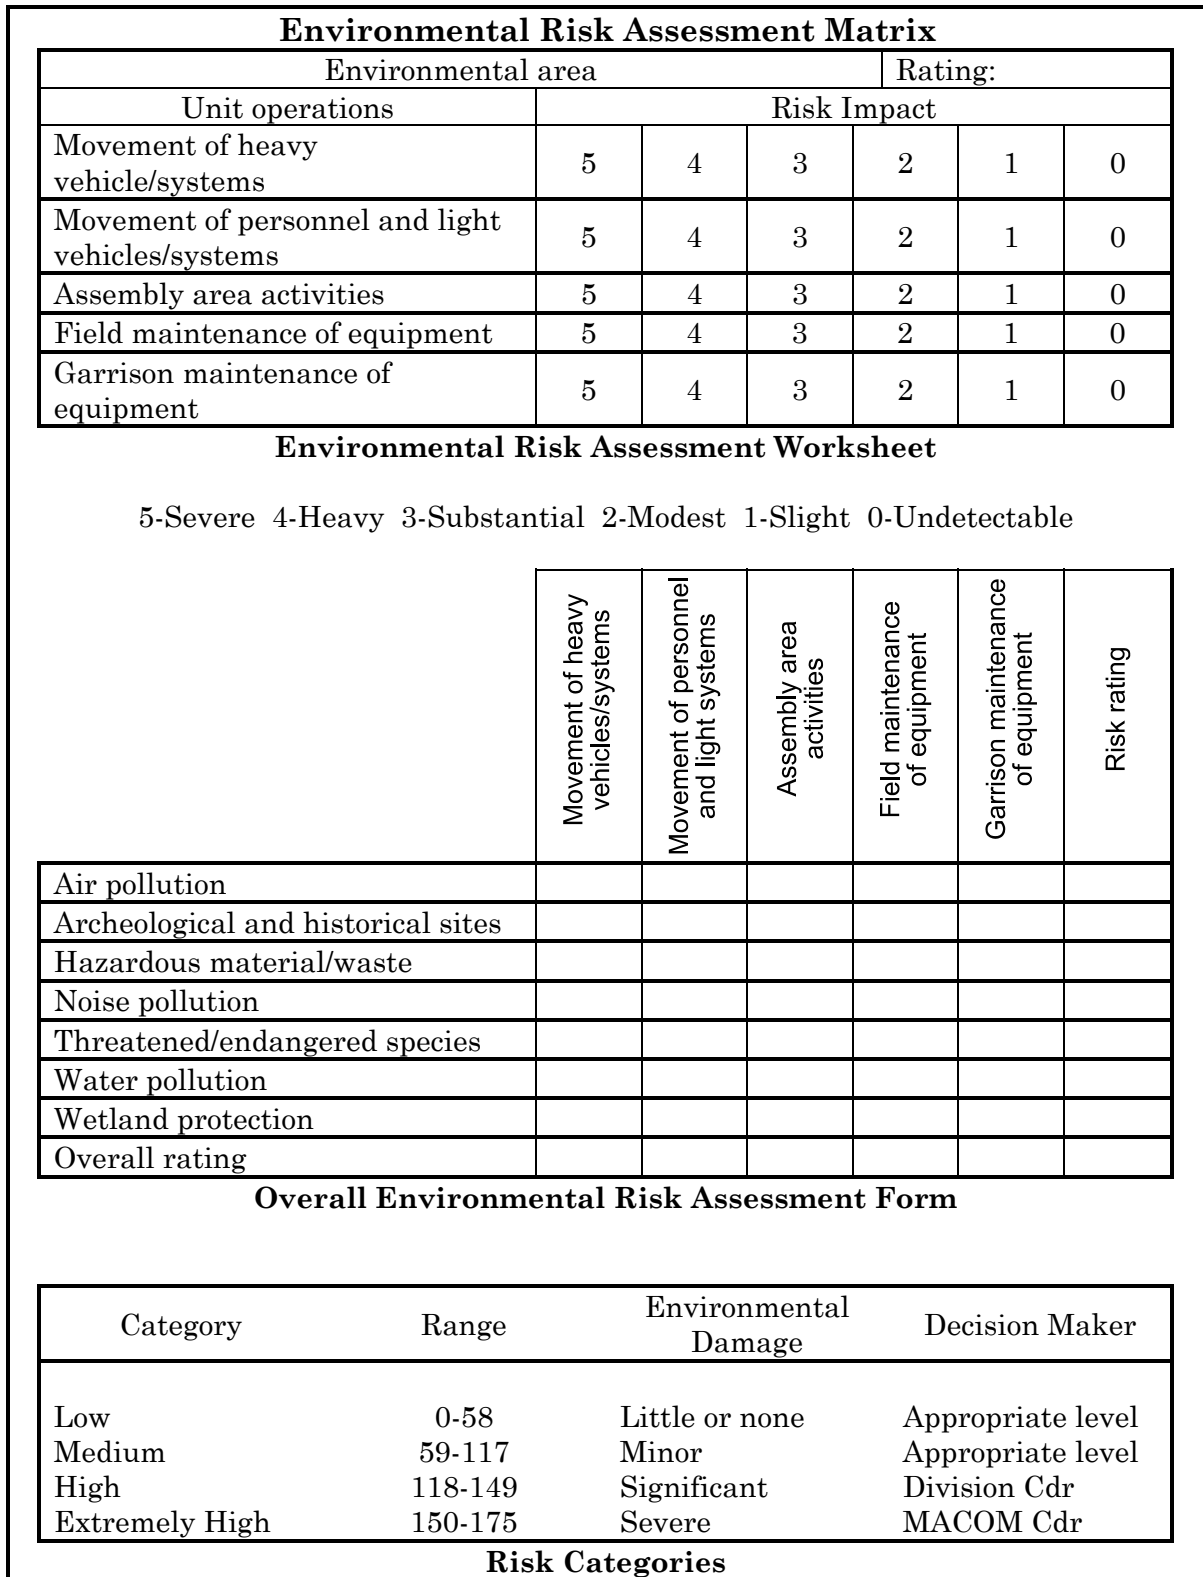 Environmental Risk Assessment Matrix
Environmental area Rating:
Unit operations Risk Impact
Movement of heavy
vehicle/systems 5 4 3 2 1 0
Movement of personnel and light
vehicles/systems 5 4 3 2 1 0
Assembly area activities 5 4 3 2 1 0
Field maintenance of equipment 5 4 3 2 1 0
Garrison maintenance of
equipment 5 4 3 2 1 0
Environmental Risk Assessment Worksheet
5-Severe 4-Heavy 3-Substantial 2-Modest 1-Slight 0-Undetectable
Movement of heavy
vehicles/systems
Movement of personnel
and light systems
Assembly area
activities
Field maintenance
of equipment
Garrison maintenance
of equipment
Risk rating
Air pollution
Archeological and historical sites
Hazardous material/waste
Noise pollution
Threatened/endangered species
Water pollution
Wetland protection
Overall rating
Overall Environmental Risk Assessment Form
Category Range Environmental
Damage Decision Maker
Low 0-58 Little or none Appropriate level
Medium 59-117 Minor Appropriate level
High 118-149 Significant Division Cdr
Extremely High 150-175 Severe MACOM Cdr
Risk Categories